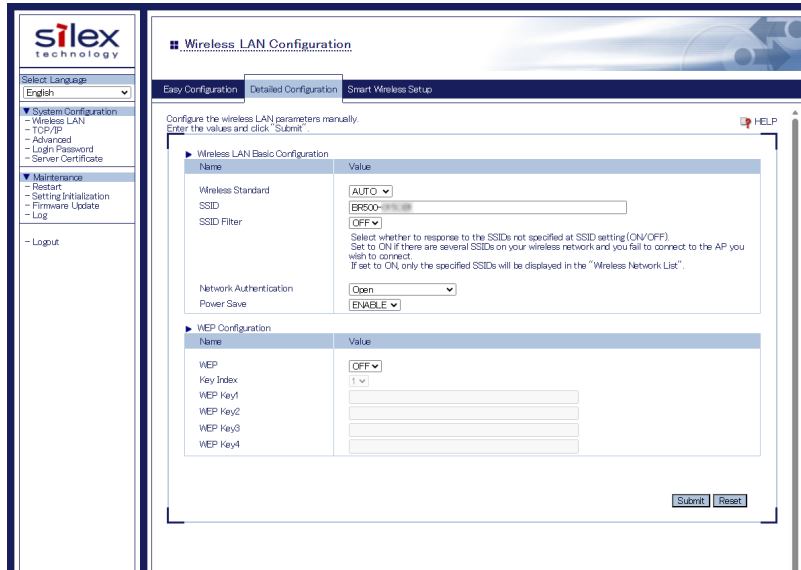 silex
technology
Select Language
English
▼ System Configuration
- Wireless LAN
- TCP/IP
- Advanced
- Login Password
- Server Certificate
▼ Maintenance
- Restart
- Setting Initialization
- Firmware Update
- Log
- Logout
Wireless LAN Configuration
Easy Configuration Detailed Configuration Smart Wireless Setup
Configure the wireless LAN parameters manually.
Enter the values and click "Submit".
HELP
Wireless LAN Basic Configuration
Name Value
Wireless Standard AUTO
SSID BR500-
SSID Filter OFF
Select whether to response to the SSIDs not specified at SSID setting (ON/OFF).
Set to ON if there are several SSIDs on your wireless network and you fail to connect to the AP you
wish to connect.
If set to ON, only the specified SSIDs will be displayed in the "Wireless Network List".
Network Authentication Open
Power Save ENABLE
WEP Configuration
Name Value
WEP OFF
Key Index 1
WEP Key1
WEP Key2
WEP Key3
WEP Key4
Submit Reset